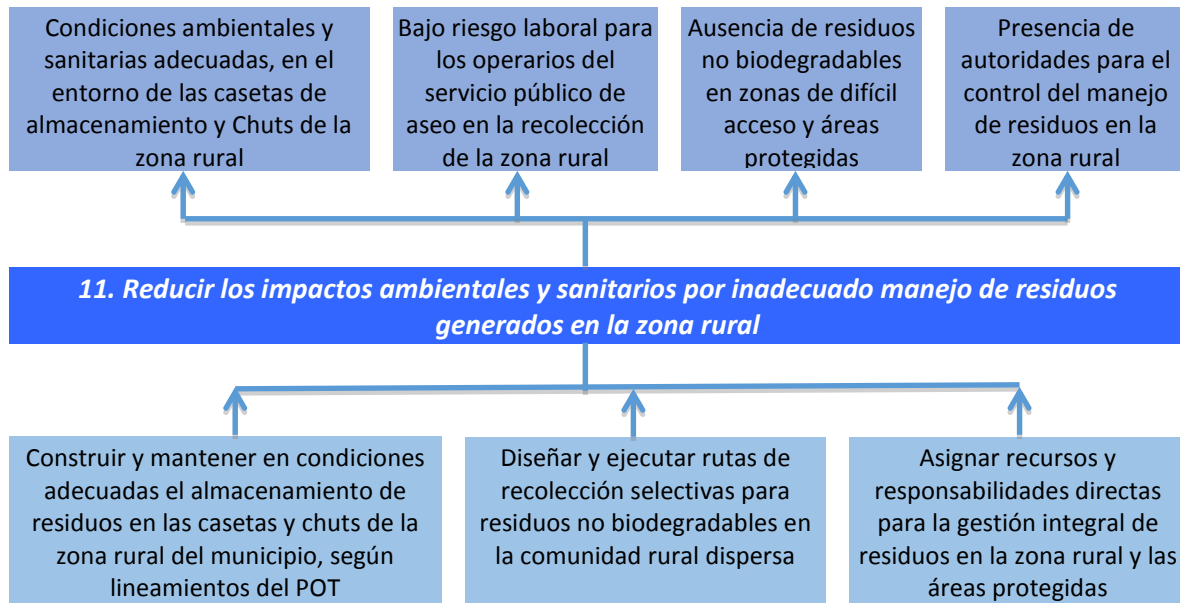 Condiciones ambientales y
sanitarias adecuadas, en el
entorno de las casetas de
almacenamiento y Chuts de la
zona rural
Bajo riesgo laboral para
los operarios del
servicio público de
aseo en la recolección
de la zona rural
Ausencia de residuos
no biodegradables
en zonas de difícil
acceso y áreas
protegidas
Presencia de
autoridades para el
control del manejo
de residuos en la
zona rural
11. Reducir los impactos ambientales y sanitarios por inadecuado manejo de residuos
generados en la zona rural
Construir y mantener en condiciones
adecuadas el almacenamiento de
residuos en las casetas y chuts de la
zona rural del municipio, según
lineamientos del POT
Diseñar y ejecutar rutas de
recolección selectivas para
residuos no biodegradables en
la comunidad rural dispersa
Asignar recursos y
responsabilidades directas
para la gestión integral de
residuos en la zona rural y las
áreas protegidas